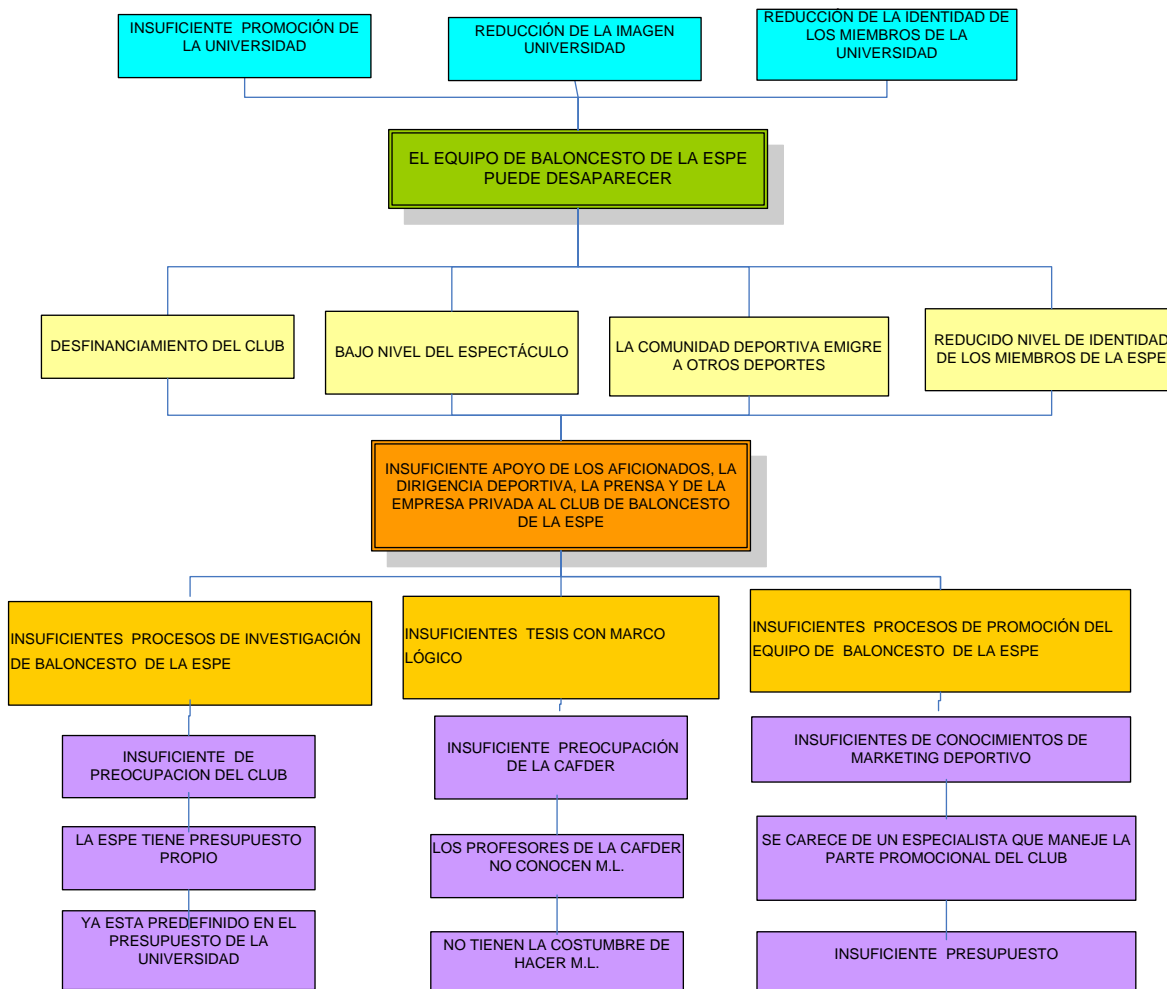 INSUFICIENTE PROMOCIÓN DE
LA UNIVERSIDAD
REDUCCIÓN DE LA IMAGEN
UNIVERSIDAD
REDUCCIÓN DE LA IDENTIDAD DE
LOS MIEMBROS DE LA
UNIVERSIDAD
EL EQUIPO DE BALONCESTO DE LA ESPE
PUEDE DESAPARECER
DESFINANCIAMIENTO DEL CLUB
BAJO NIVEL DEL ESPECTÁCULO
LA COMUNIDAD DEPORTIVA EMIGRE
A OTROS DEPORTES
REDUCIDO NIVEL DE IDENTIDAD
DE LOS MIEMBROS DE LA ESPE
INSUFICIENTE APOYO DE LOS AFICIONADOS, LA
DIRIGENCIA DEPORTIVA, LA PRENSA Y DE LA
EMPRESA PRIVADA AL CLUB DE BALONCESTO
DE LA ESPE
INSUFICIENTES PROCESOS DE INVESTIGACIÓN
DE BALONCESTO DE LA ESPE
INSUFICIENTES TESIS CON MARCO
LÓGICO
INSUFICIENTES PROCESOS DE PROMOCIÓN DEL
EQUIPO DE BALONCESTO DE LA ESPE
INSUFICIENTE DE
PREOCUPACION DEL CLUB
INSUFICIENTE PREOCUPACIÓN
DE LA CAFDER
INSUFICIENTES DE CONOCIMIENTOS DE
MARKETING DEPORTIVO
LA ESPE TIENE PRESUPUESTO
PROPIO
LOS PROFESORES DE LA CAFDER
NO CONOCEN M.L.
SE CARECE DE UN ESPECIALISTA QUE MANEJE LA
PARTE PROMOCIONAL DEL CLUB
YA ESTA PREDEFINIDO EN EL
PRESUPUESTO DE LA
UNIVERSIDAD
NO TIENEN LA COSTUMBRE DE
HACER M.L.
INSUFICIENTE PRESUPUESTO